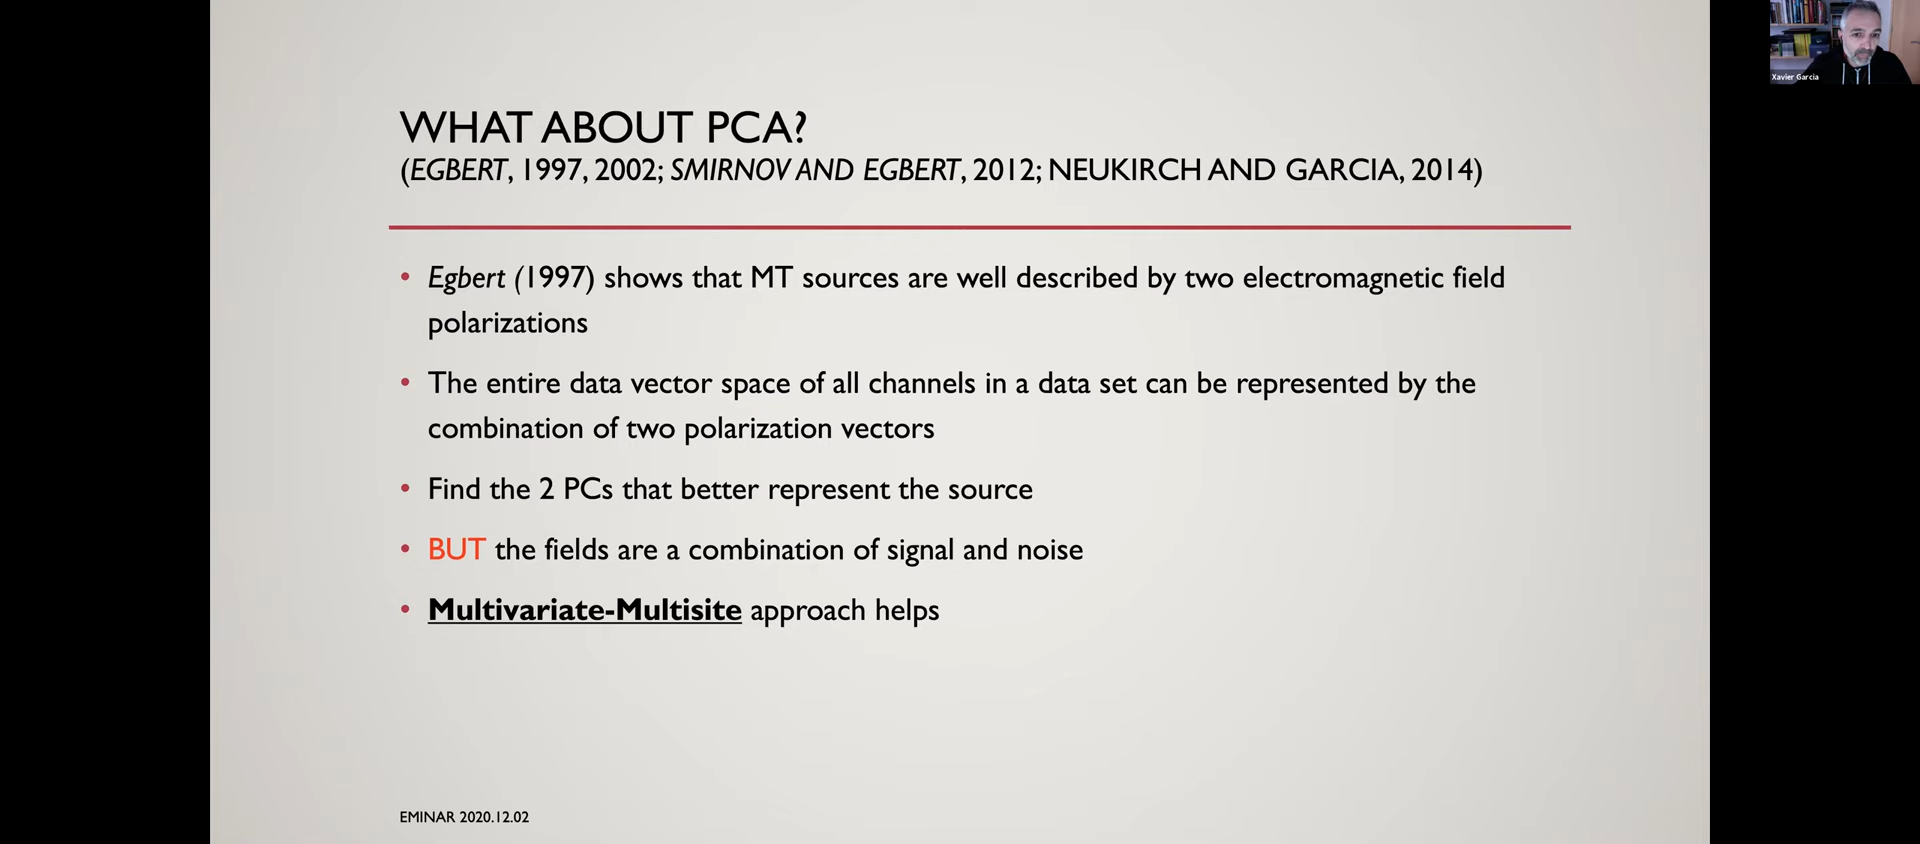 WHAT ABOUT PCA?
(EGBERT, 1997, 2002; SMIRNOV AND EGBERT, 2012; NEUKIRCH AND GARCIA, 2014)
• Egbert (1997) shows that MT sources are well described by two electromagnetic field
polarizations
• The entire data vector space of all channels in a data set can be represented by the
combination of two polarization vectors
• Find the 2 PCs that better represent the source
• BUT the fields are a combination of signal and noise
• Multivariate-Multisite approach helps
EMINAR 2020.12.02
Xavier Garcia